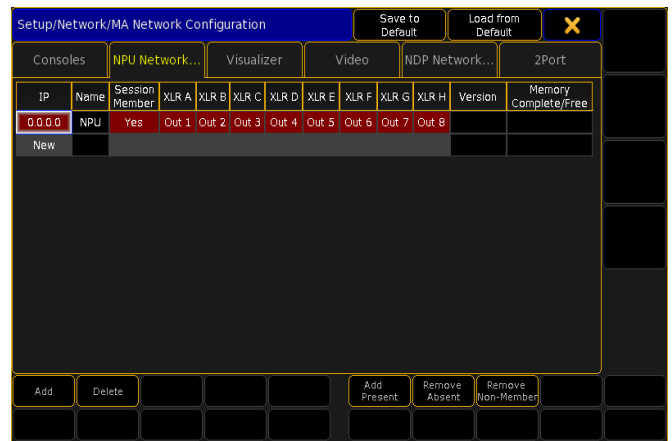 Setup/Network/MA Network Configuration
Save to
Default
Load from
Default
Consoles NPU Network... Visualizer Video NDP Network... 2Port
IP Name Session
Member XLR A XLR B XLR C XLR D XLR E XLR F XLR G XLR H Version Memory
Complete/Free
0.0.0.0 NPU Yes Out 1 Out 2 Out 3 Out 4 Out 5 Out 6 Out 7 Out 8
New
Add Delete Add
Present Remove
Absent Remove
Non-Member